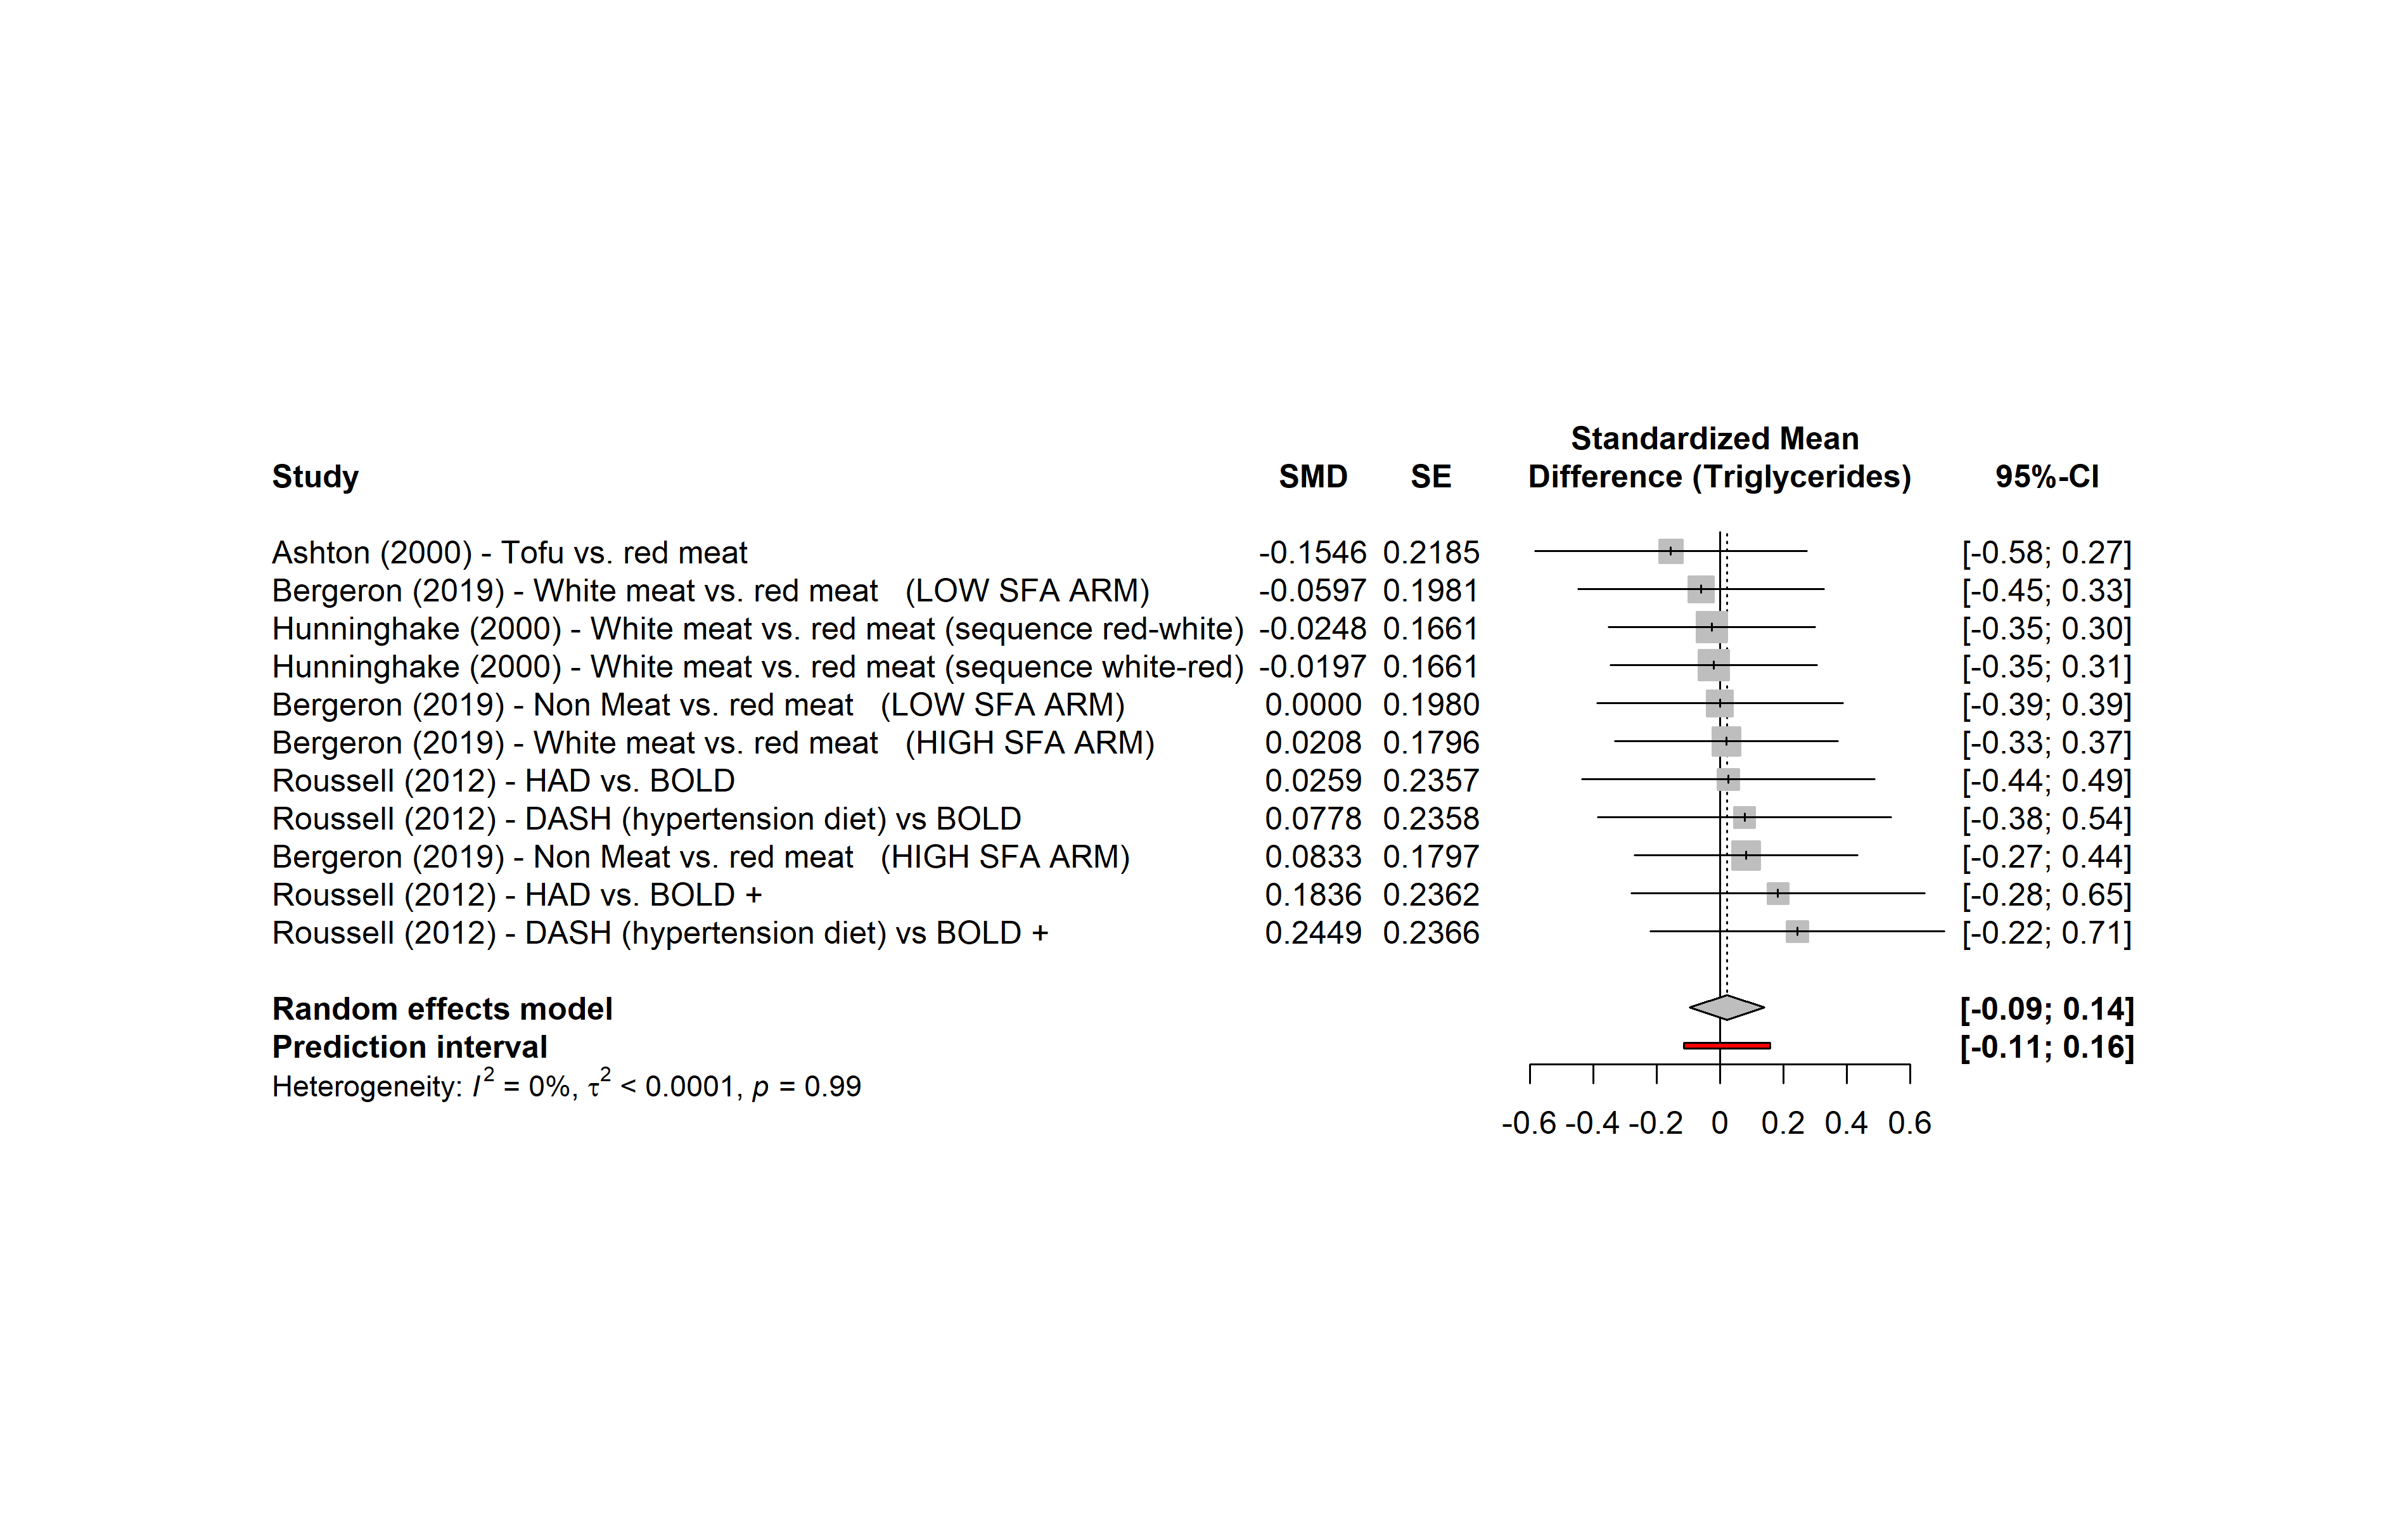 Standardized Mean
Study SMD SE Difference (Triglycerides) 95%-CI
Ashton (2000) - Tofu vs. red meat -0.1546 0.2185 [-0.58; 0.27]
Bergeron (2019) - White meat vs. red meat (LOW SFA ARM) -0.0597 0.1981 [-0.45; 0.33]
Hunninghake (2000) - White meat vs. red meat (sequence red-white) -0.0248 0.1661 [-0.35; 0.30]
Hunninghake (2000) - White meat vs. red meat (sequence white-red) -0.0197 0.1661 [-0.35; 0.31]
Bergeron (2019) - Non Meat vs. red meat (LOW SFA ARM) 0.0000 0.1980 [-0.39; 0.39]
Bergeron (2019) - White meat vs. red meat (HIGH SFA ARM) 0.0208 0.1796 [-0.33; 0.37]
Roussell (2012) - HAD vs. BOLD 0.0259 0.2357 [-0.44; 0.49]
Roussell (2012) - DASH (hypertension diet) vs BOLD 0.0778 0.2358 [-0.38; 0.54]
Bergeron (2019) - Non Meat vs. red meat (HIGH SFA ARM) 0.0833 0.1797 [-0.27; 0.44]
Roussell (2012) - HAD vs. BOLD + 0.1836 0.2362 [-0.28; 0.65]
Roussell (2012) - DASH (hypertension diet) vs BOLD + 0.2449 0.2366 [-0.22; 0.71]
Random effects model [-0.09; 0.14]
Prediction interval [-0.11; 0.16]
Heterogeneity: I² = 0%, τ² < 0.0001, p = 0.99
-0.6 -0.4 -0.2 0 0.2 0.4 0.6